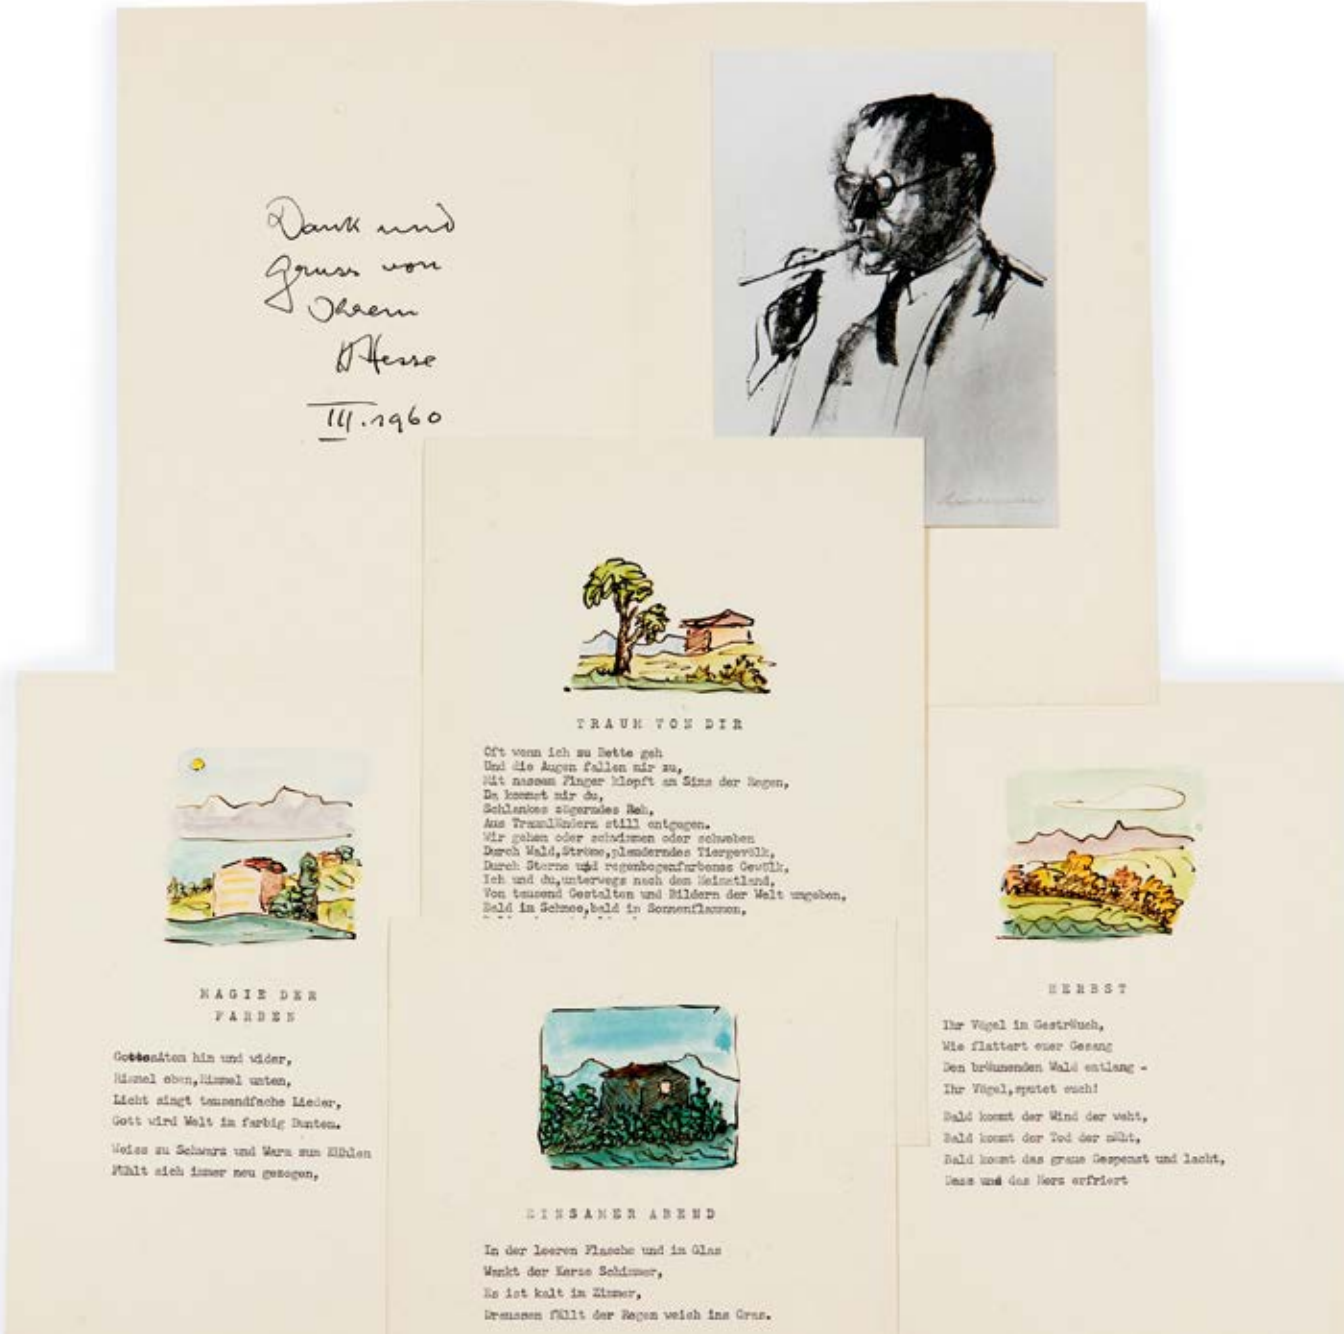 Dank und
Gruss von
Ihrem
HHesse
III.1960
TRAUM VON DIR
Oft wenn ich zu Bette geh
Und die Augen fallen mir zu,
Mit nassem Finger klopft am Sims der Regen,
Da kommst mir du,
Schlankes zögerndes Reh,
Aus Traumländern still entgegen.
Wir gehen oder schwimmen oder schweben
Durch Wald,Ströme,plauderndes Tiergevölk,
Durch Sterne und regenbogenfarbenes Gewölk,
Ich und du,unterwegs nach dem Heimatland,
Von tausend Gestalten und Bildern der Welt umgeben,
Bald im Schnee,bald in Sonnenflammen,
MAGIE DER
FARBEN
GottesAtem hin und wider,
Himmel oben,Himmel unten,
Licht singt tausendfache Lieder,
Gott wird Welt im farbig Bunten.
Weiss zu Schwarz und Warm zum Kühlen
Fühlt sich immer neu gezogen,
EINSAMER ABEND
In der leeren Flasche und im Glas
Wankt der Kerze Schimmer,
Es ist kalt im Zimmer,
Draussen fällt der Regen weich ins Gras.
HERBST
Ihr Vögel im Gesträuch,
Wie flattert euer Gesang
Den bräunenden Wald entlang -
Ihr Vögel,sputet euch!
Bald kommt der Wind der weht,
Bald kommt der Tod der mäht,
Bald kommt das graue Gespenst und lacht,
Dass uns das Herz erfriert